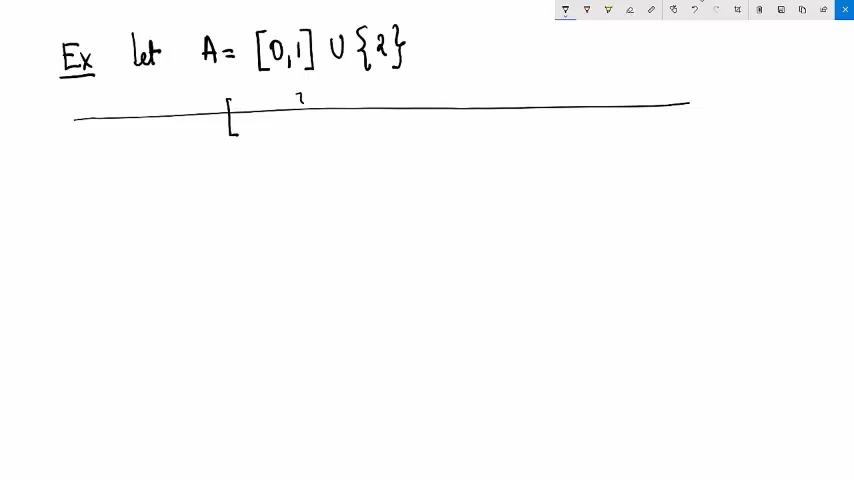 Ex let A = [0,1] ∪ {2}
[